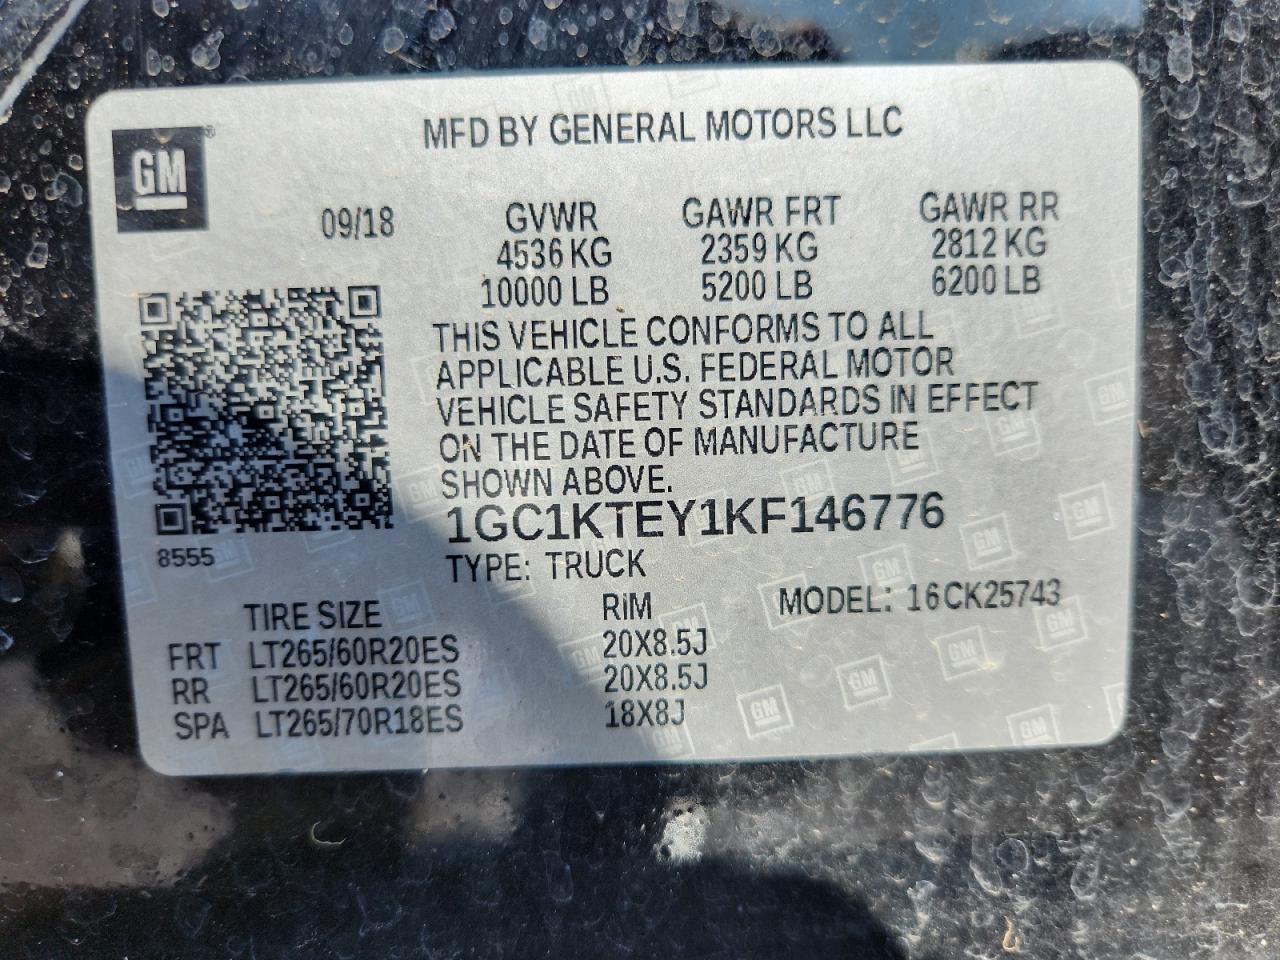 MFD BY GENERAL MOTORS LLC
GM
09/18 GVWR GAWR FRT GAWR RR
4536 KG 2359 KG 2812 KG
10000 LB 5200 LB 6200 LB
THIS VEHICLE CONFORMS TO ALL
APPLICABLE U.S. FEDERAL MOTOR
VEHICLE SAFETY STANDARDS IN EFFECT
ON THE DATE OF MANUFACTURE
SHOWN ABOVE.
1GC1KTEY1KF146776
8555
TYPE: TRUCK
MODEL: 16CK25743
TIRE SIZE RIM
FRT LT265/60R20ES 20X8.5J
RR LT265/60R20ES 20X8.5J
SPA LT265/70R18ES 18X8J